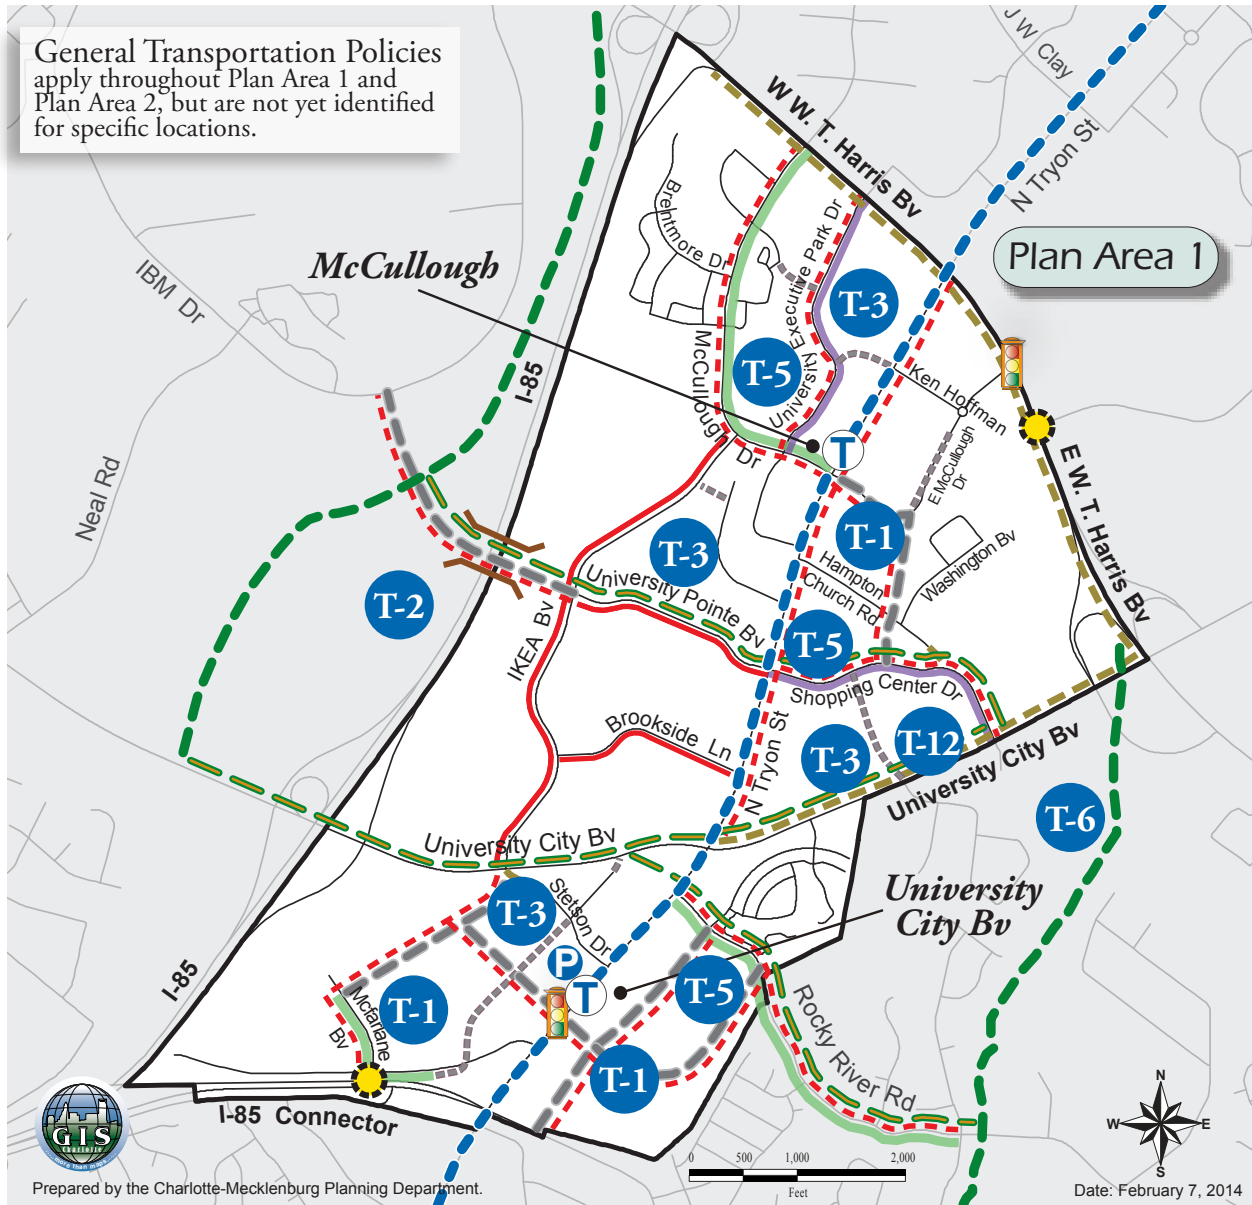 General Transportation Policies
apply throughout Plan Area 1 and
Plan Area 2, but are not yet identified
for specific locations.
J W Clay
N Tryon St
W W. T. Harris Bv
Plan Area 1
McCullough
IBM Dr
I-85
Brentmore Dr
University Executive Park Dr
T-3
T-5
McCullough Dr
Ken Hoffman
T
E McCullough
Dr
E W. T. Harris Bv
Neal Rd
T-3
T-1
Hampton
Church Rd
Washington Bv
University Pointe Bv
T-2
T-5
IKEA Bv
Shopping Center Dr
Brookside Ln
N Tryon St
T-3
T-12
University City Bv
T-6
University City Bv
T-3
Stetson Dr
University
City Bv
P
T
T-5
I-85
Mcfarlane
Bv
T-1
T-1
Rocky River Rd
I-85 Connector
GIS
Charlotte
more than maps
N
W
E
S
0 500 1,000 2,000
Feet
Prepared by the Charlotte-Mecklenburg Planning Department.
Date: February 7, 2014